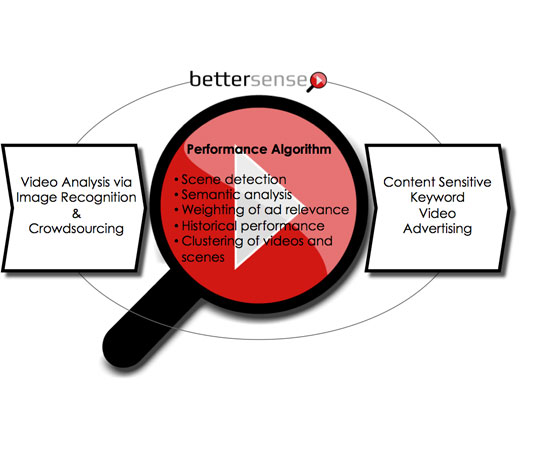 bettersense
Video Analysis via
Image Recognition
&
Crowdsourcing
Performance Algorithm
• Scene detection
• Semantic analysis
• Weighting of ad relevance
• Historical performance
• Clustering of videos and
scenes
Content Sensitive
Keyword
Video
Advertising